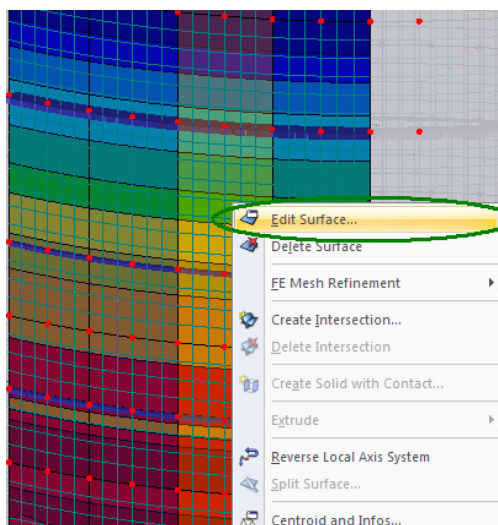 Edit Surface...
Delete Surface
FE Mesh Refinement
Create Intersection...
Delete Intersection
Create Solid with Contact...
Extrude
Reverse Local Axis System
Split Surface...
Centroid and Infos...